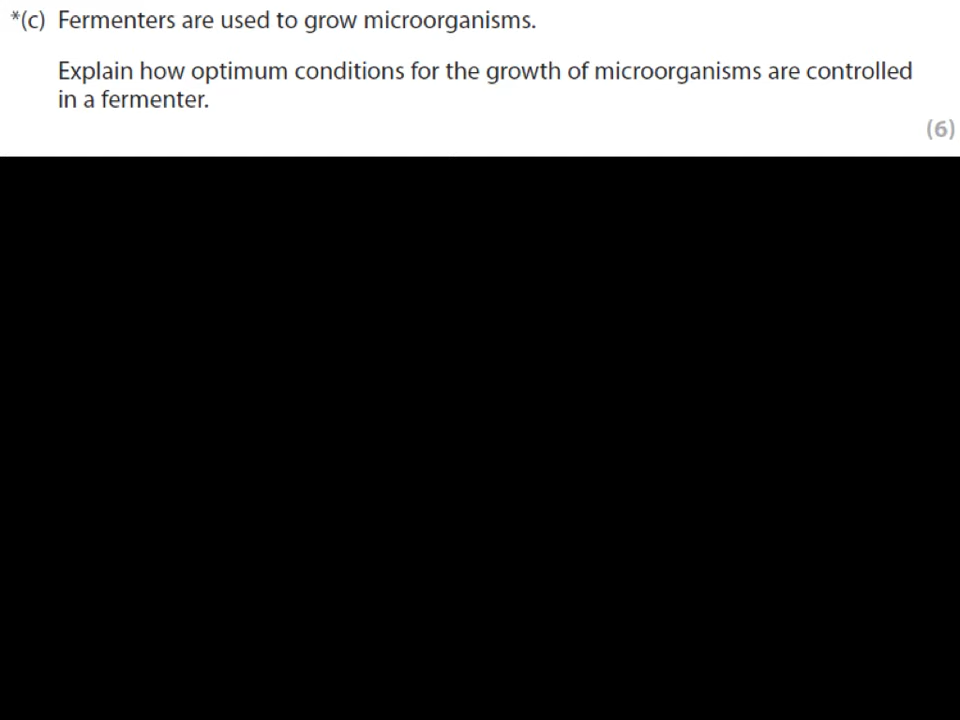 *(c) Fermenters are used to grow microorganisms.
Explain how optimum conditions for the growth of microorganisms are controlled
in a fermenter.
(6)